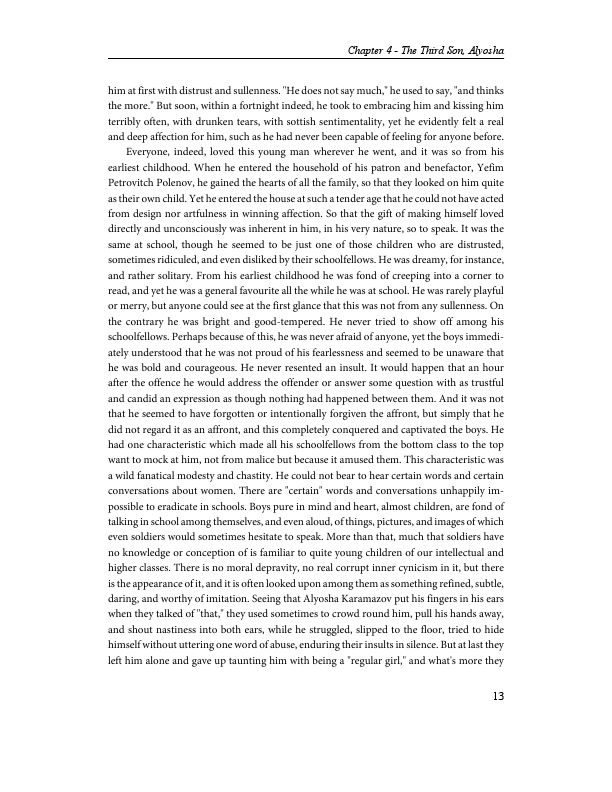 Chapter 4 - The Third Son, Alyosha
him at first with distrust and sullenness. "He does not say much," he used to say, "and thinks
the more." But soon, within a fortnight indeed, he took to embracing him and kissing him
terribly often, with drunken tears, with sottish sentimentality, yet he evidently felt a real
and deep affection for him, such as he had never been capable of feeling for anyone before.
Everyone, indeed, loved this young man wherever he went, and it was so from his
earliest childhood. When he entered the household of his patron and benefactor, Yefim
Petrovitch Polenov, he gained the hearts of all the family, so that they looked on him quite
as their own child. Yet he entered the house at such a tender age that he could not have acted
from design nor artfulness in winning affection. So that the gift of making himself loved
directly and unconsciously was inherent in him, in his very nature, so to speak. It was the
same at school, though he seemed to be just one of those children who are distrusted,
sometimes ridiculed, and even disliked by their schoolfellows. He was dreamy, for instance,
and rather solitary. From his earliest childhood he was fond of creeping into a corner to
read, and yet he was a general favourite all the while he was at school. He was rarely playful
or merry, but anyone could see at the first glance that this was not from any sullenness. On
the contrary he was bright and good-tempered. He never tried to show off among his
schoolfellows. Perhaps because of this, he was never afraid of anyone, yet the boys immedi-
ately understood that he was not proud of his fearlessness and seemed to be unaware that
he was bold and courageous. He never resented an insult. It would happen that an hour
after the offence he would address the offender or answer some question with as trustful
and candid an expression as though nothing had happened between them. And it was not
that he seemed to have forgotten or intentionally forgiven the affront, but simply that he
did not regard it as an affront, and this completely conquered and captivated the boys. He
had one characteristic which made all his schoolfellows from the bottom class to the top
want to mock at him, not from malice but because it amused them. This characteristic was
a wild fanatical modesty and chastity. He could not bear to hear certain words and certain
conversations about women. There are "certain" words and conversations unhappily im-
possible to eradicate in schools. Boys pure in mind and heart, almost children, are fond of
talking in school among themselves, and even aloud, of things, pictures, and images of which
even soldiers would sometimes hesitate to speak. More than that, much that soldiers have
no knowledge or conception of is familiar to quite young children of our intellectual and
higher classes. There is no moral depravity, no real corrupt inner cynicism in it, but there
is the appearance of it, and it is often looked upon among them as something refined, subtle,
daring, and worthy of imitation. Seeing that Alyosha Karamazov put his fingers in his ears
when they talked of "that," they used sometimes to crowd round him, pull his hands away,
and shout nastiness into both ears, while he struggled, slipped to the floor, tried to hide
himself without uttering one word of abuse, enduring their insults in silence. But at last they
left him alone and gave up taunting him with being a "regular girl," and what's more they
13